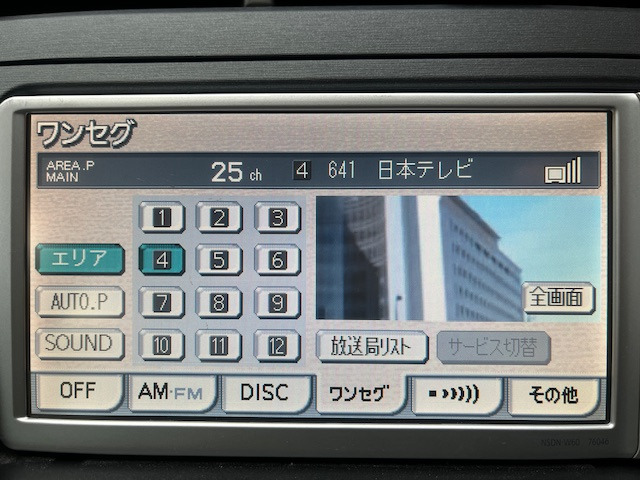 ワンセグ
AREA.P
MAIN
25 ch 4 641 日本テレビ
1 2 3
エリア 4 5 6
全画面
AUTO.P 7 8 9
SOUND 10 11 12 放送局リスト サービス切替
OFF AM・FM DISC ワンセグ その他